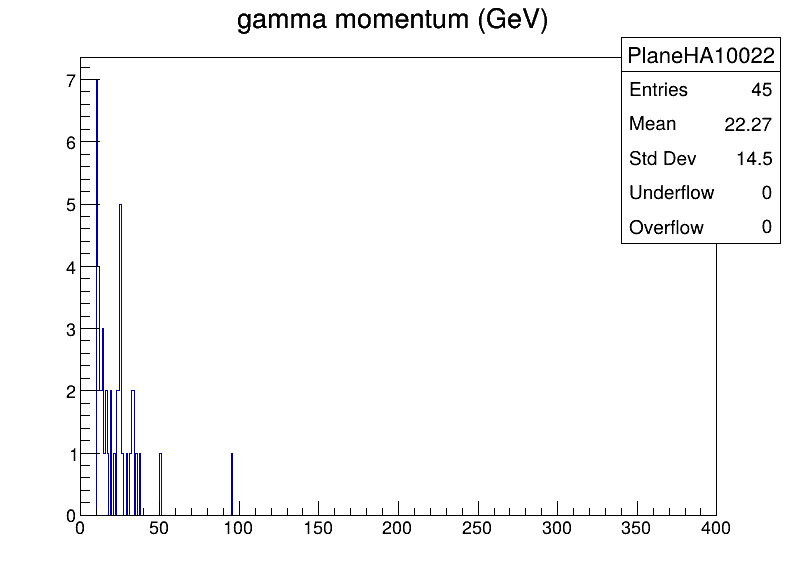 gamma momentum (GeV)
PlaneHA10022
Entries 45
Mean 22.27
Std Dev 14.5
Underflow 0
Overflow 0
7
6
5
4
3
2
1
0
0 50 100 150 200 250 300 350 400